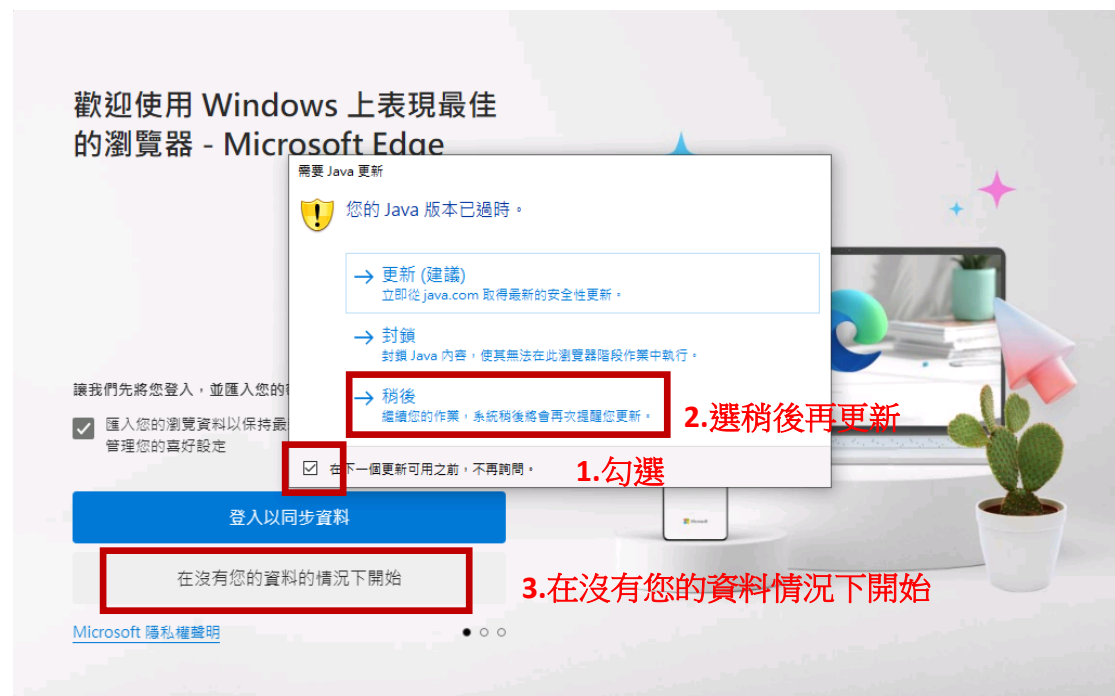 歡迎使用 Windows 上表現最佳
的瀏覽器 - Microsoft Edge
需要 Java 更新
您的 Java 版本已過時。
更新 (建議)
立即從 java.com 取得最新的安全性更新。
封鎖
封鎖 Java 內容，使其無法在此瀏覽器階段作業中執行。
稍後
繼續您的作業，系統稍後將會再次提醒您更新。
2.選稍後再更新
在下一個更新可用之前，不再詢問。
1.勾選
讓我們先將您登入，並匯入您的
匯入您的瀏覽資料以保持最
管理您的喜好設定
登入以同步資料
Microsoft
在沒有您的資料的情況下開始
3.在沒有您的資料情況下開始
Microsoft 隱私權聲明